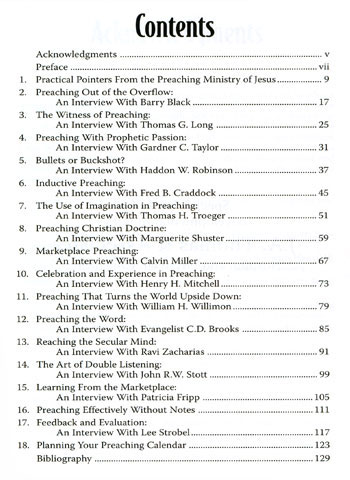 Contents
Acknowledgments ........ v
Preface ........ vii
1. Practical Pointers From the Preaching Ministry of Jesus ........ 9
2. Preaching Out of the Overflow:
An Interview With Barry Black ........ 17
3. The Witness of Preaching:
An Interview With Thomas G. Long ........ 25
4. Preaching With Prophetic Passion:
An Interview With Gardner C. Taylor ........ 31
5. Bullets or Buckshot?
An Interview With Haddon W. Robinson ........ 37
6. Inductive Preaching:
An Interview With Fred B. Craddock ........ 45
7. The Use of Imagination in Preaching:
An Interview With Thomas H. Troeger ........ 51
8. Preaching Christian Doctrine:
An Interview With Marguerite Shuster ........ 59
9. Marketplace Preaching:
An Interview With Calvin Miller ........ 67
10. Celebration and Experience in Preaching:
An Interview With Henry H. Mitchell ........ 73
11. Preaching That Turns the World Upside Down:
An Interview With William H. Willimon ........ 79
12. Preaching the Word:
An Interview With Evangelist C.D. Brooks ........ 85
13. Reaching the Secular Mind:
An Interview With Ravi Zacharias ........ 91
14. The Art of Double Listening:
An Interview With John R.W. Stott ........ 99
15. Learning From the Marketplace:
An Interview With Patricia Fripp ........ 105
16. Preaching Effectively Without Notes ........ 111
17. Feedback and Evaluation:
An Interview With Lee Strobel ........ 117
18. Planning Your Preaching Calendar ........ 123
Bibliography ........ 129